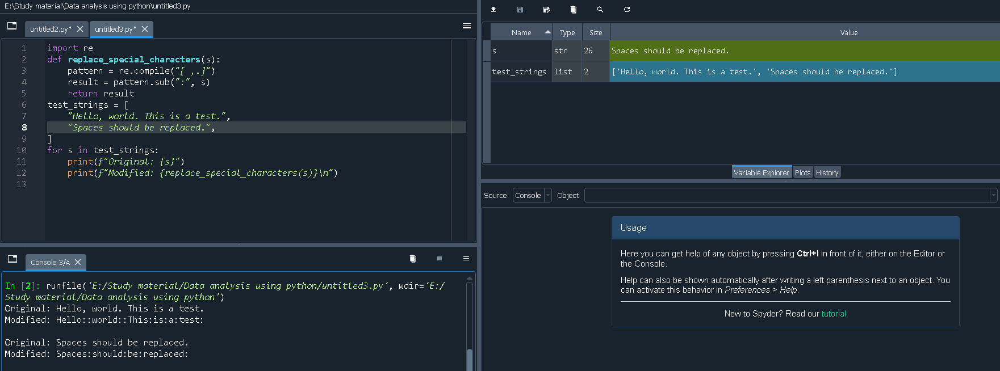 E:\Study material\Data analysis using python\untitled3.py
untitled2.py*
untitled3.py*
1 import re
2 def replace_special_characters(s):
3 pattern = re.compile("[ ,.]")
4 result = pattern.sub(":", s)
5 return result
6 test_strings = [
7 "Hello, world. This is a test.",
8 "Spaces should be replaced.",
9 ]
10 for s in test_strings:
11 print(f"Original: {s}")
12 print(f"Modified: {replace_special_characters(s)}\n")
13
Console 3/A
In [2]: runfile('E:/Study material/Data analysis using python/untitled3.py', wdir='E:/
Study material/Data analysis using python')
Original: Hello, world. This is a test.
Modified: Hello::world::This:is:a:test:
Original: Spaces should be replaced.
Modified: Spaces:should:be:replaced:
Name Type Size Value
s str 26 Spaces should be replaced.
test_strings list 2 ['Hello, world. This is a test.', 'Spaces should be replaced.']
Variable Explorer Plots History
Source Console Object
Usage
Here you can get help of any object by pressing Ctrl+I in front of it, either on the Editor or
the Console.
Help can also be shown automatically after writing a left parenthesis next to an object. You
can activate this behavior in Preferences > Help.
New to Spyder? Read our tutorial